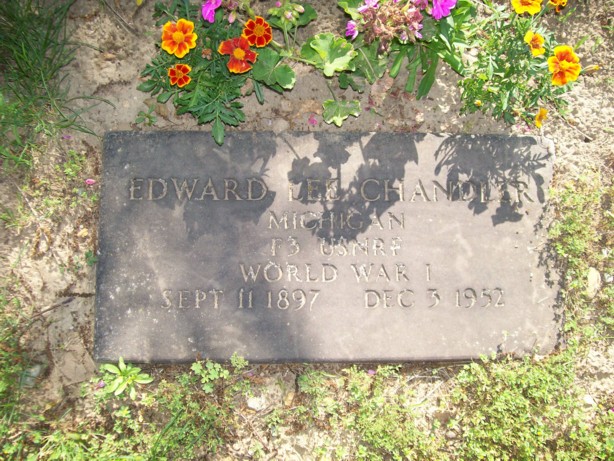 EDWARD LEE CHANDLER
MICHIGAN
F3 USNRF
WORLD WAR I
SEPT 11 1897 DEC 3 1952